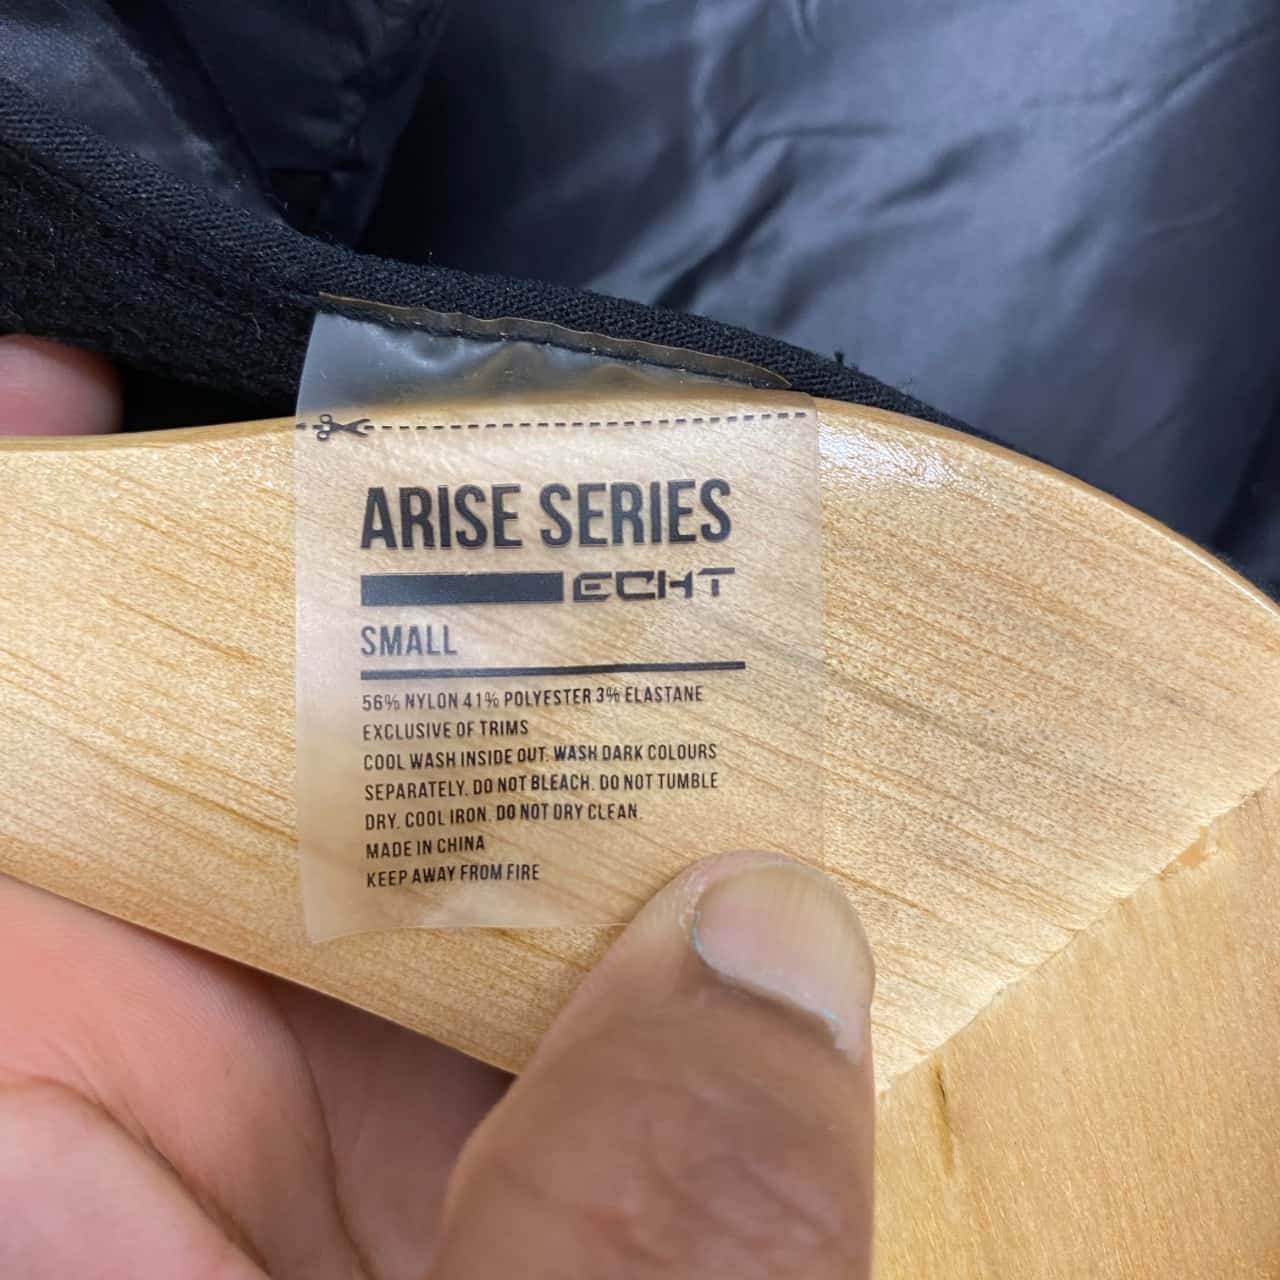 ARISE SERIES
ECHT
SMALL
56% NYLON 41% POLYESTER 3% ELASTANE
EXCLUSIVE OF TRIMS
COOL WASH INSIDE OUT. WASH DARK COLOURS
SEPARATELY. DO NOT BLEACH. DO NOT TUMBLE
DRY. COOL IRON. DO NOT DRY CLEAN.
MADE IN CHINA
KEEP AWAY FROM FIRE